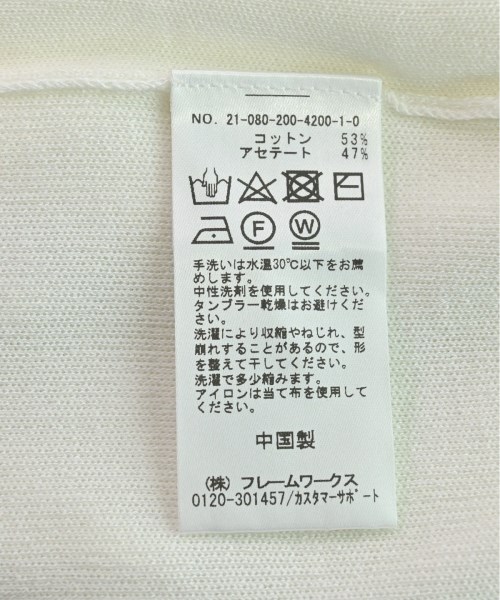 NO. 21-080-200-4200-1-0
コットン 53%
アセテート 47%
F W
手洗いは水温30℃以下をお薦
めします。
中性洗剤を使用してください。
タンブラー乾燥はお避けくださ
い。
洗濯により収縮やねじれ、型
崩れすることがあるので、形
を整えて干してください。
洗濯で多少縮みます。
アイロンは当て布を使用して
ください。
中国製
(株) フレームワークス
0120-301457/カスタマーサポート